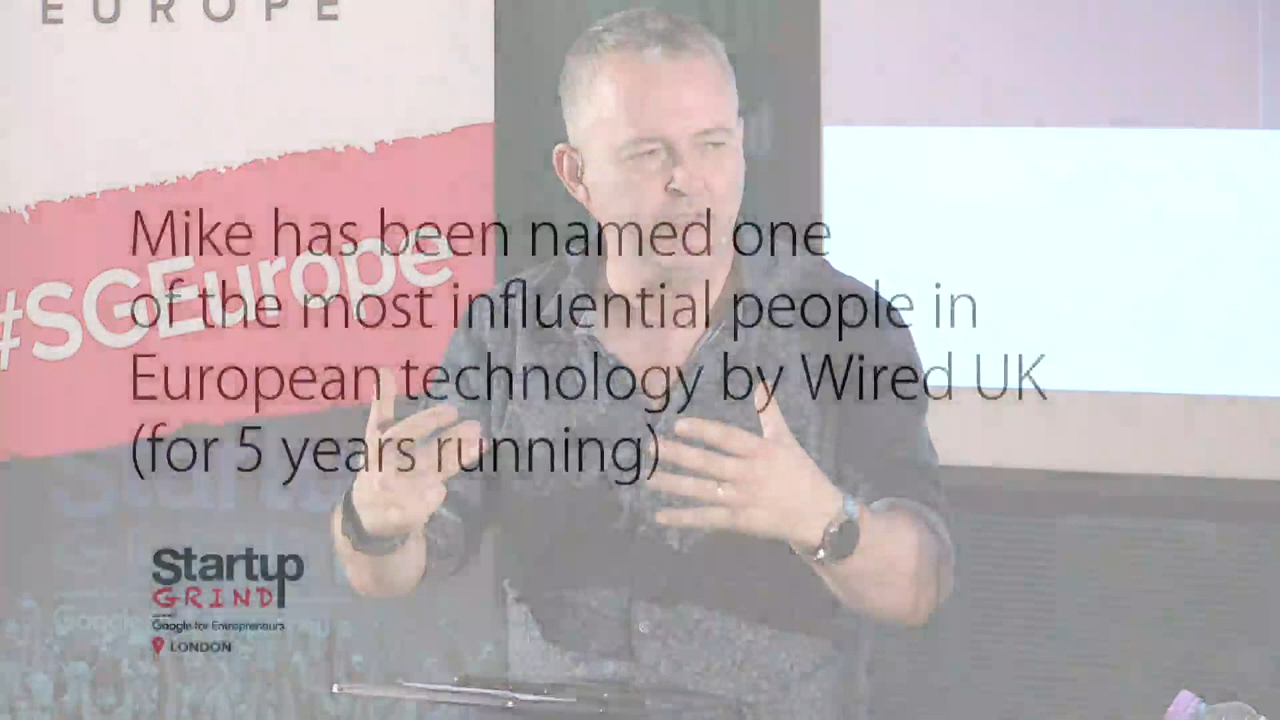 EUROPE
#SGEurope
Mike has been named one
of the most influential people in
European technology by Wired UK
(for 5 years running)
Startup
GRIND
Google for Entrepreneurs
LONDON